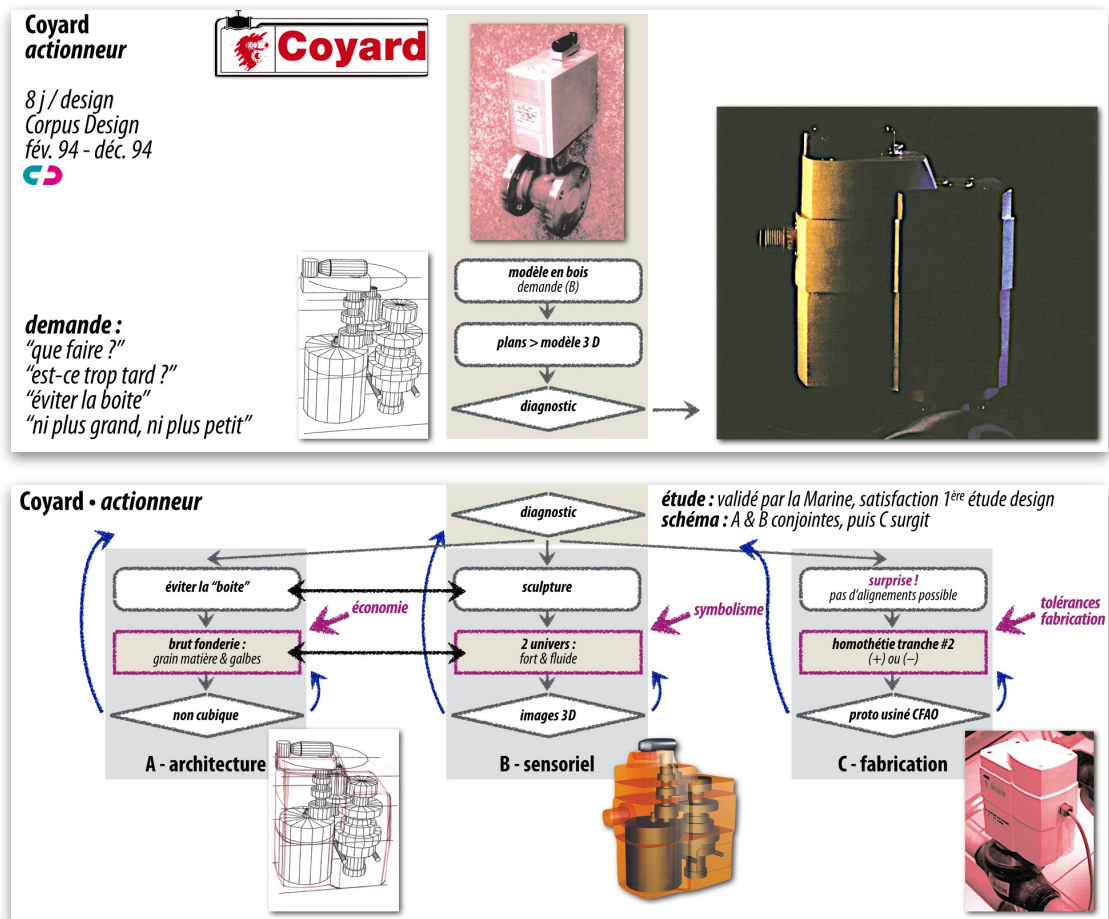 Coyard
actionneur
Coyard
8 j / design
Corpus Design
fév. 94 - déc. 94
demande :
“que faire ?”
“est-ce trop tard ?”
“éviter la boite”
“ni plus grand, ni plus petit”
modèle en bois
demande (B)
plans > modèle 3 D
diagnostic
Coyard • actionneur
diagnostic
étude : validé par la Marine, satisfaction 1ère étude design
schéma : A & B conjointes, puis C surgit
éviter la “boite”
économie
brut fonderie :
grain matière & galbes
non cubique
A - architecture
sculpture
symbolisme
2 univers :
fort & fluide
images 3D
B - sensoriel
surprise !
pas d’alignements possible
tolérances
fabrication
homothétie tranche #2
(+) ou (–)
proto usiné CFAO
C - fabrication